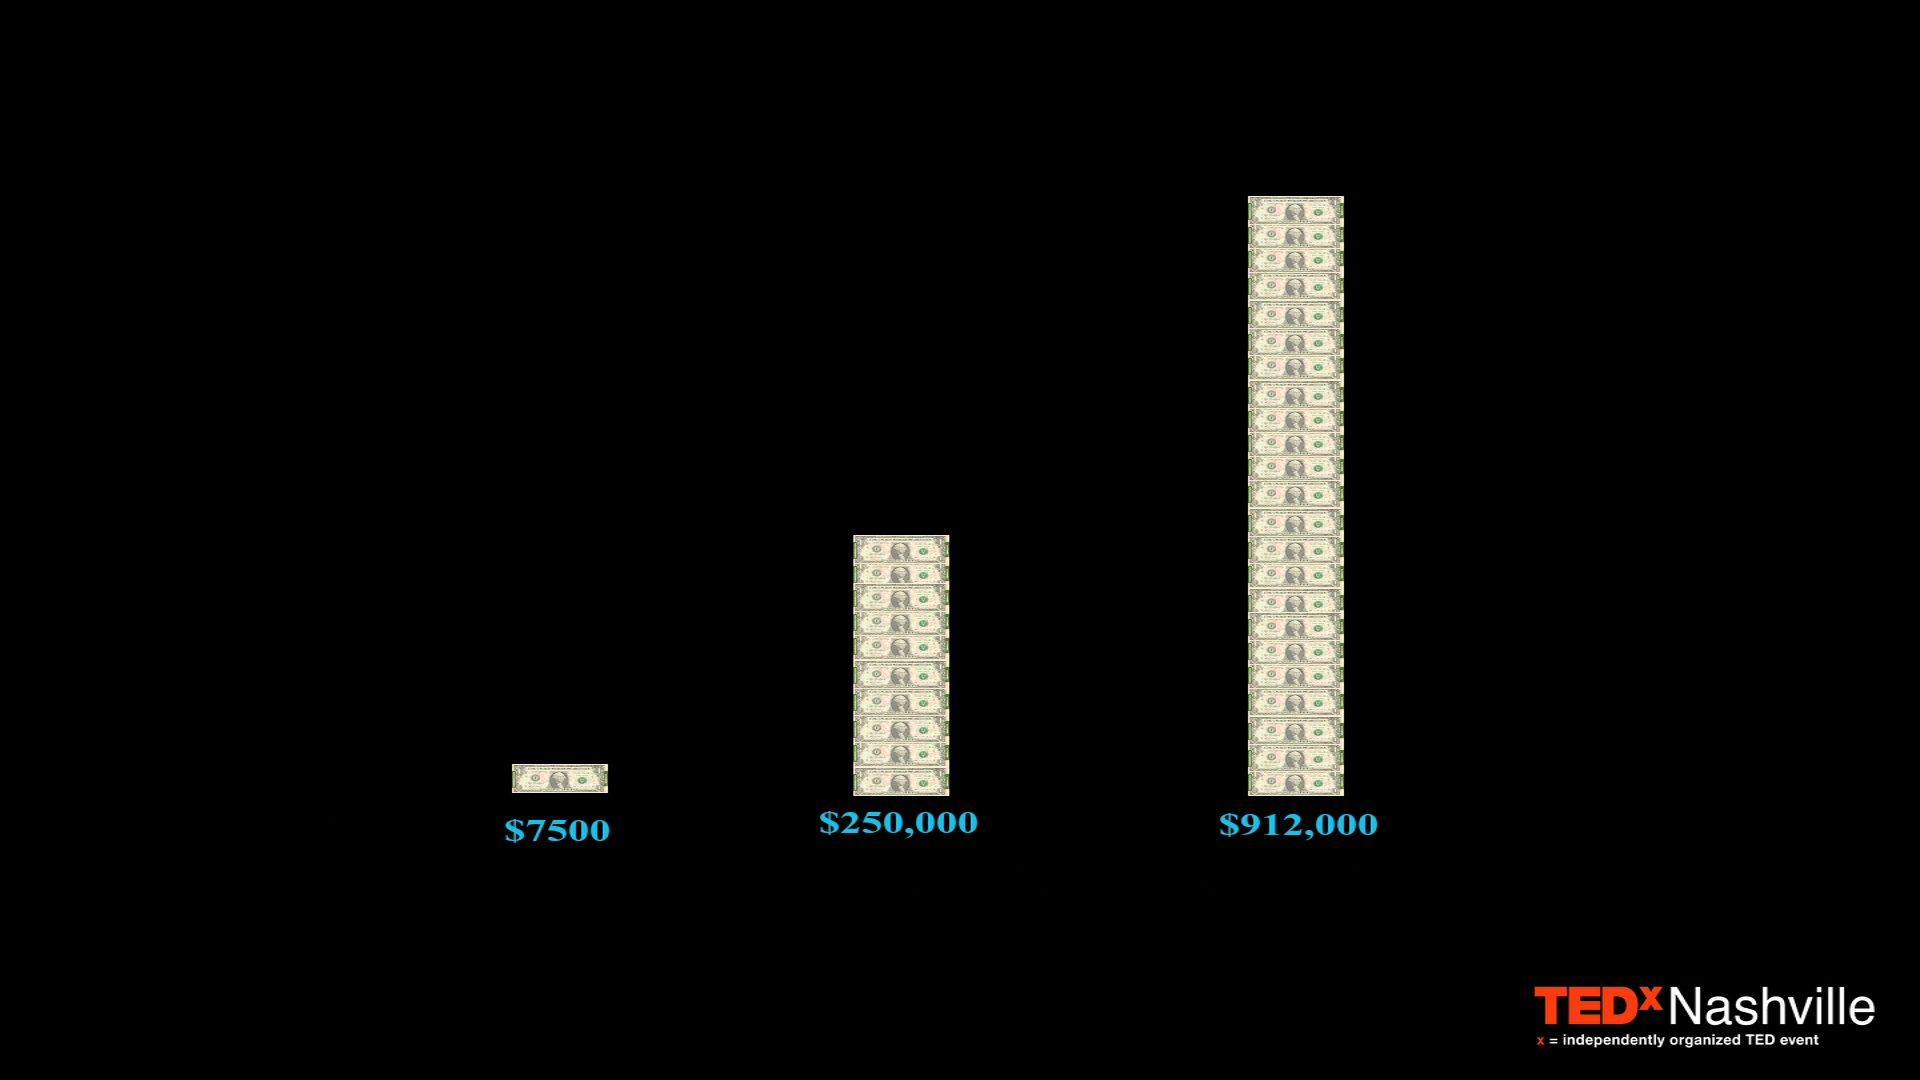 $7500
$250,000
$912,000
TEDxNashville
x = independently organized TED event